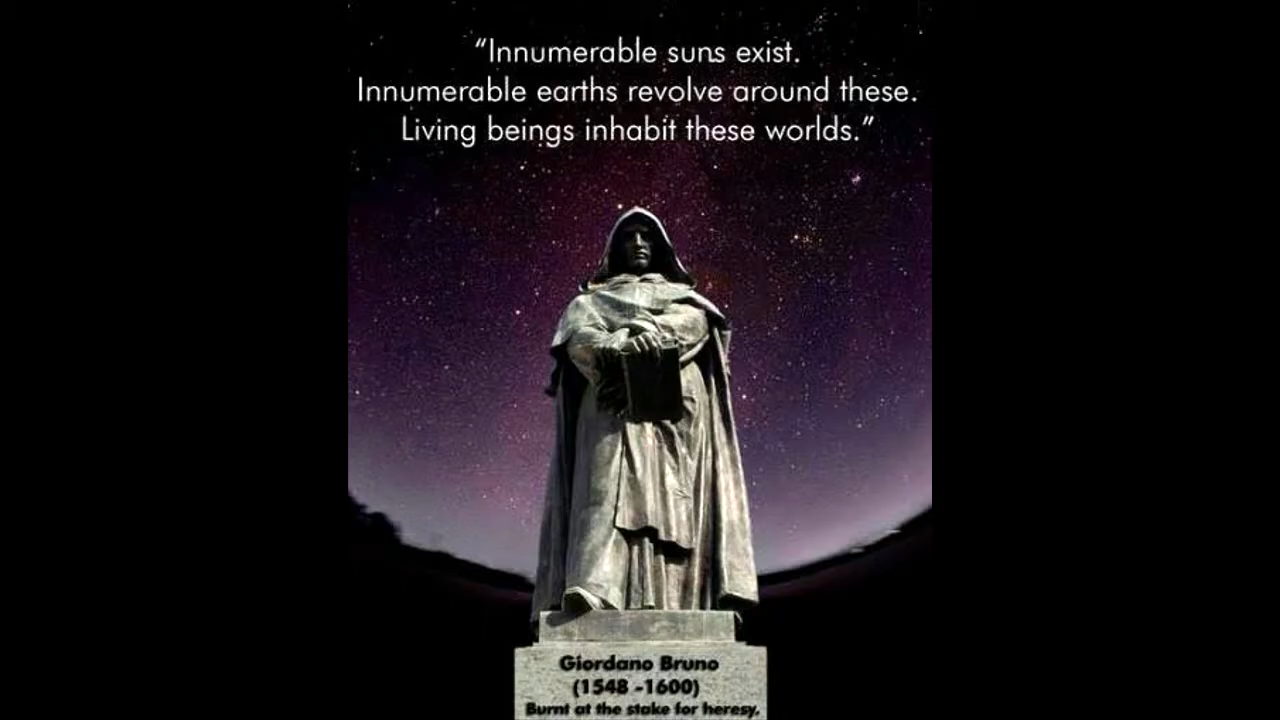 “Innumerable suns exist.
Innumerable earths revolve around these.
Living beings inhabit these worlds.”
Giordano Bruno
(1548 -1600)
Burnt at the stake for heresy.